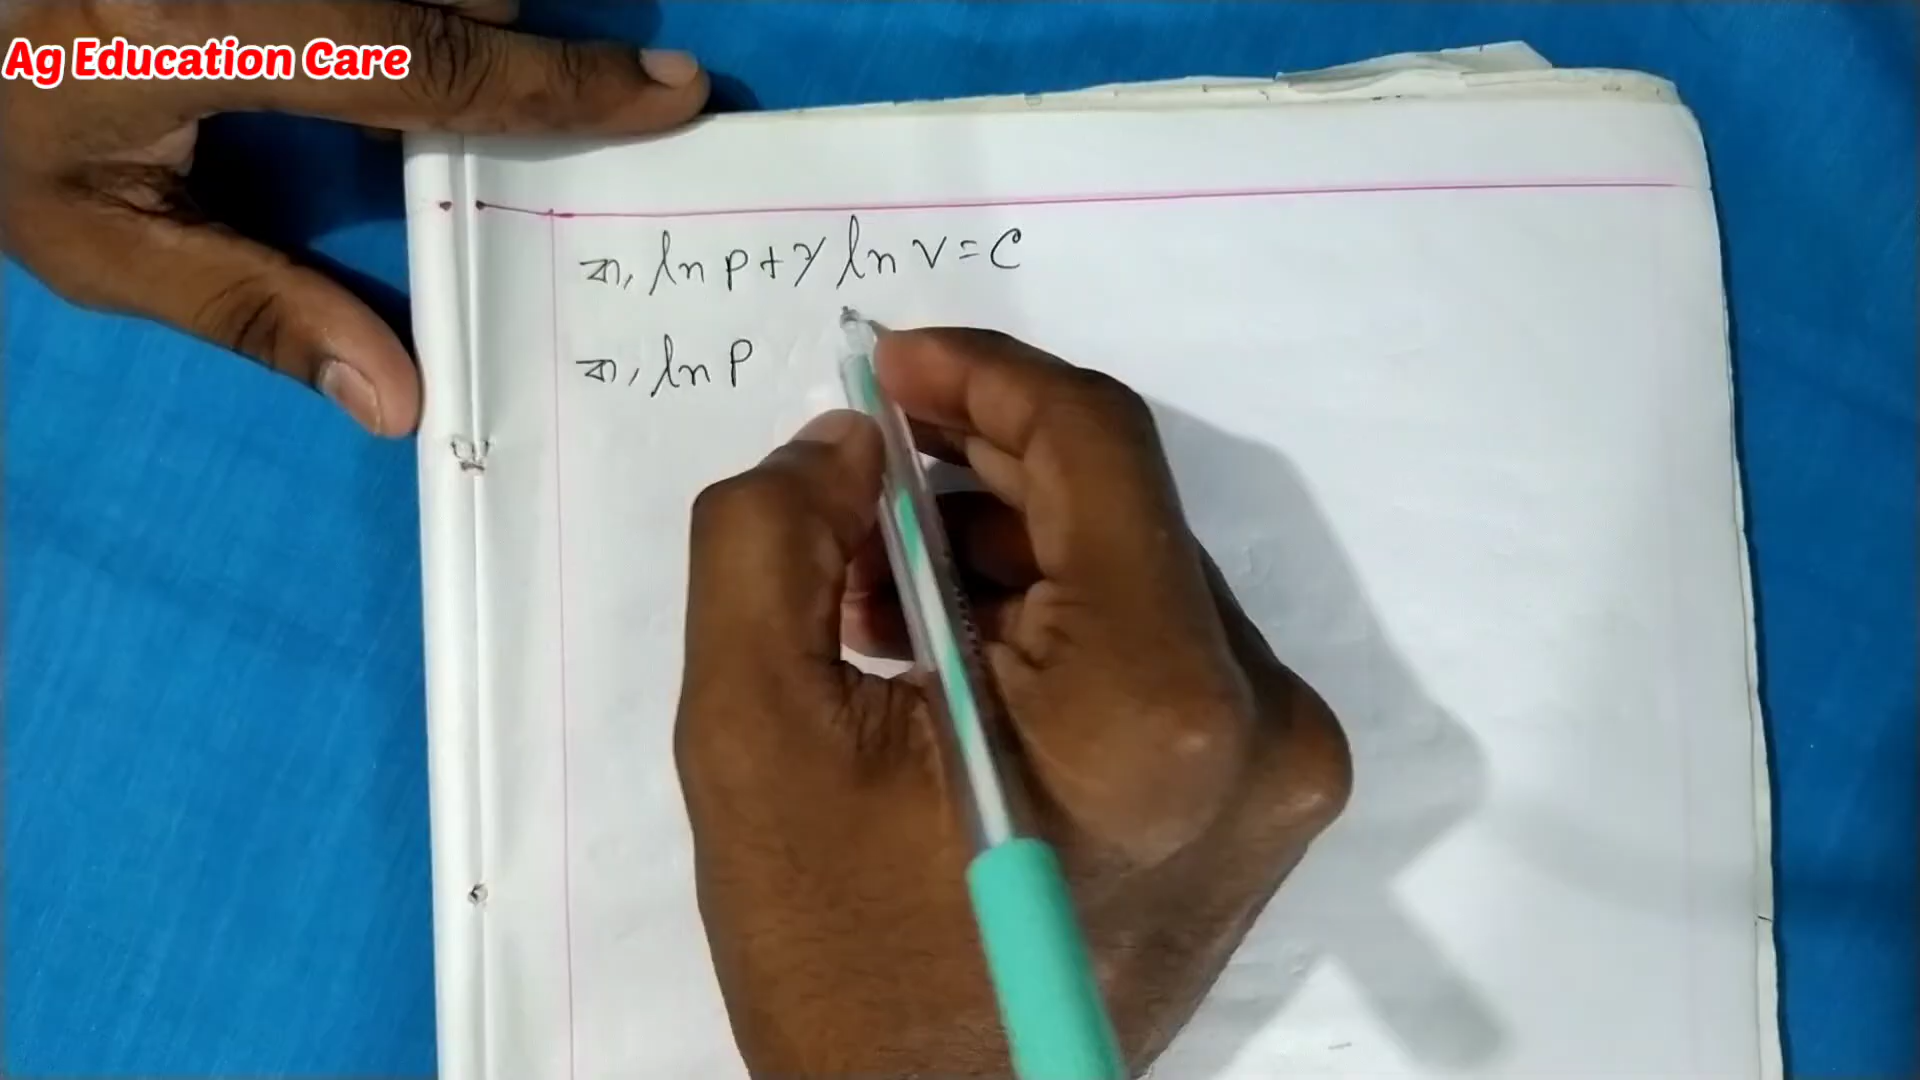 Ag Education Care
বা, ln P + γ ln V = C
বা, ln P